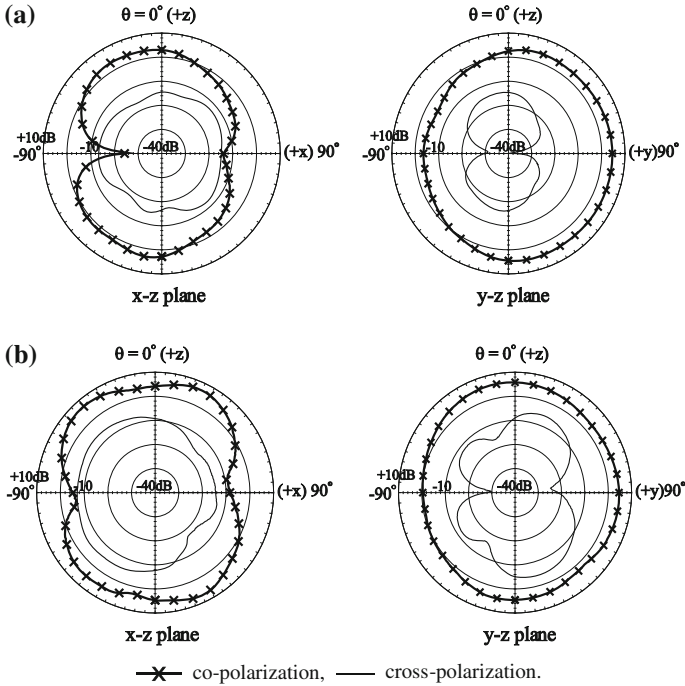 (a)
θ = 0° (+z)
θ = 0° (+z)
+10dB
-10
-40dB
-90°
(+x) 90°
+10dB
-10
-40dB
-90°
(+y)90°
x-z plane
y-z plane
(b)
θ = 0° (+z)
θ = 0° (+z)
+10dB
-10
-40dB
-90°
(+x) 90°
+10dB
-10
-40dB
-90°
(+y)90°
x-z plane
y-z plane
co-polarization, cross-polarization.